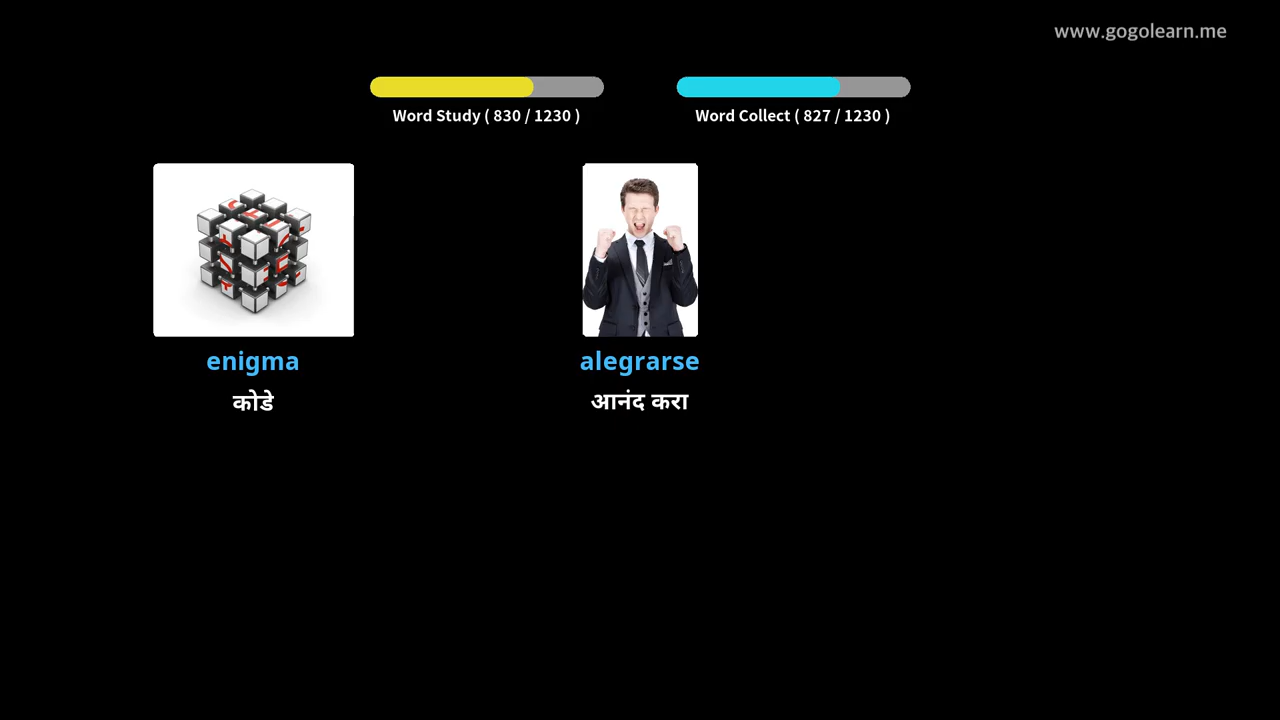 www.gogolearn.me
Word Study ( 830 / 1230 )
Word Collect ( 827 / 1230 )
enigma
कोडे
alegrarse
आनंद करा